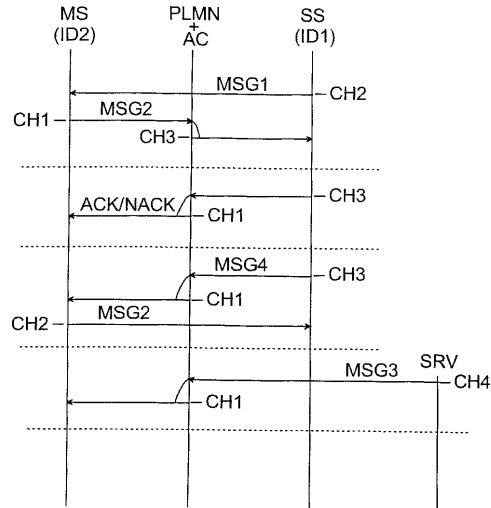 MS
(ID2)
PLMN
+
AC
SS
(ID1)
MSG1
CH2
CH1
MSG2
CH3
CH3
ACK/NACK
CH1
MSG4
CH3
CH1
MSG2
CH2
SRV
MSG3
CH4
CH1